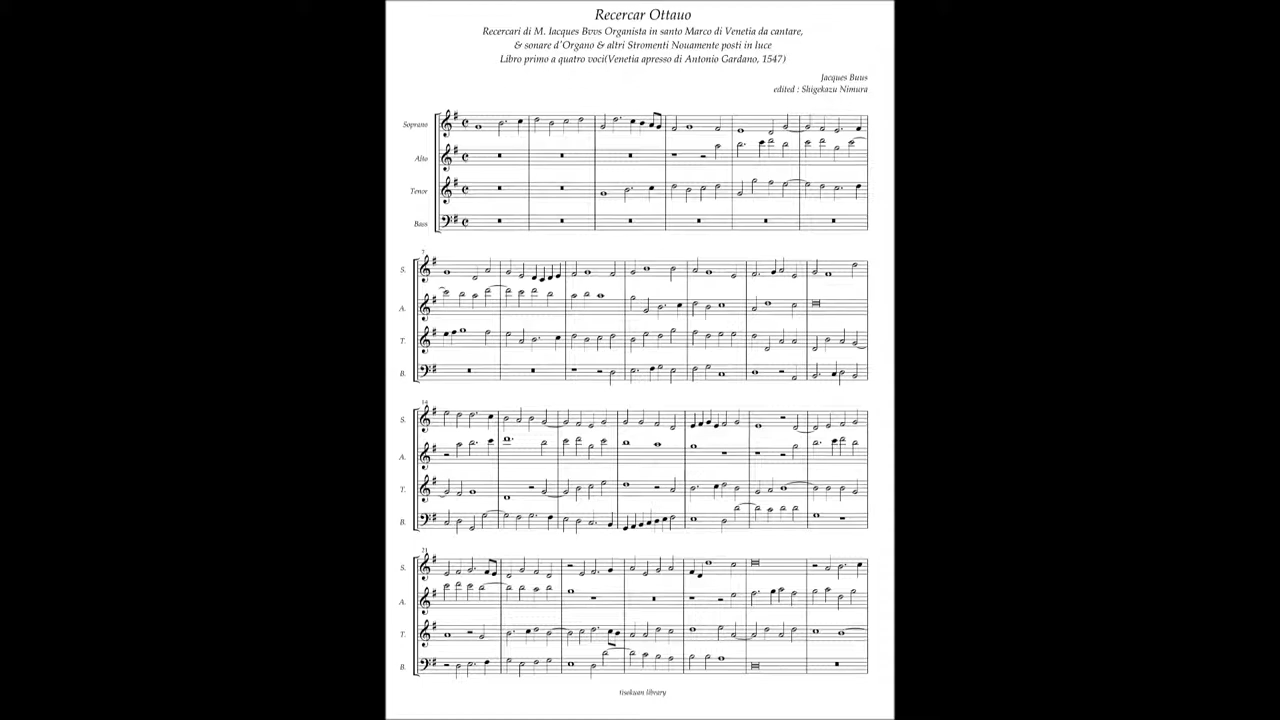 Recercar Ottauo
Recercari di M. Iacques Bvvs Organista in santo Marco di Venetia da cantare,
& sonare d'Organo & altri Stromenti Nouamente posti in luce
Libro primo a quatro voci(Venetia apresso di Antonio Gardano, 1547)
Jacques Buus
edited : Shigekazu Nimura
Soprano
Alto
Tenor
Bass
7
S.
A.
T.
B.
14
S.
A.
T.
B.
21
S.
A.
T.
B.
library